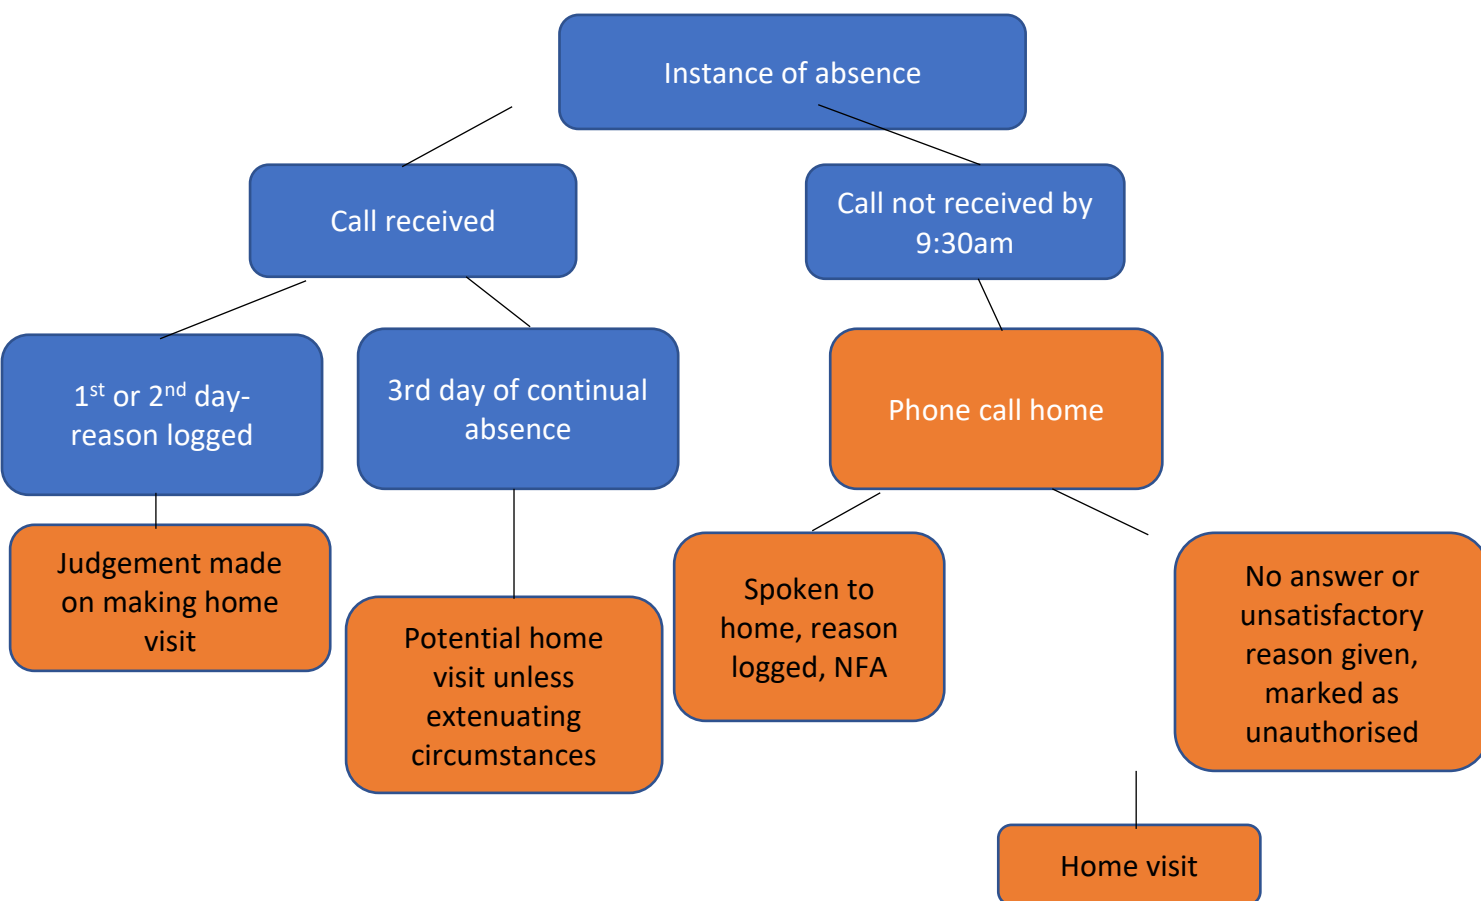 Instance of absence
Call received
Call not received by
9:30am
1st or 2nd day-
reason logged
3rd day of continual
absence
Phone call home
Judgement made
on making home
visit
Potential home
visit unless
extenuating
circumstances
Spoken to
home, reason
logged, NFA
No answer or
unsatisfactory
reason given,
marked as
unauthorised
Home visit